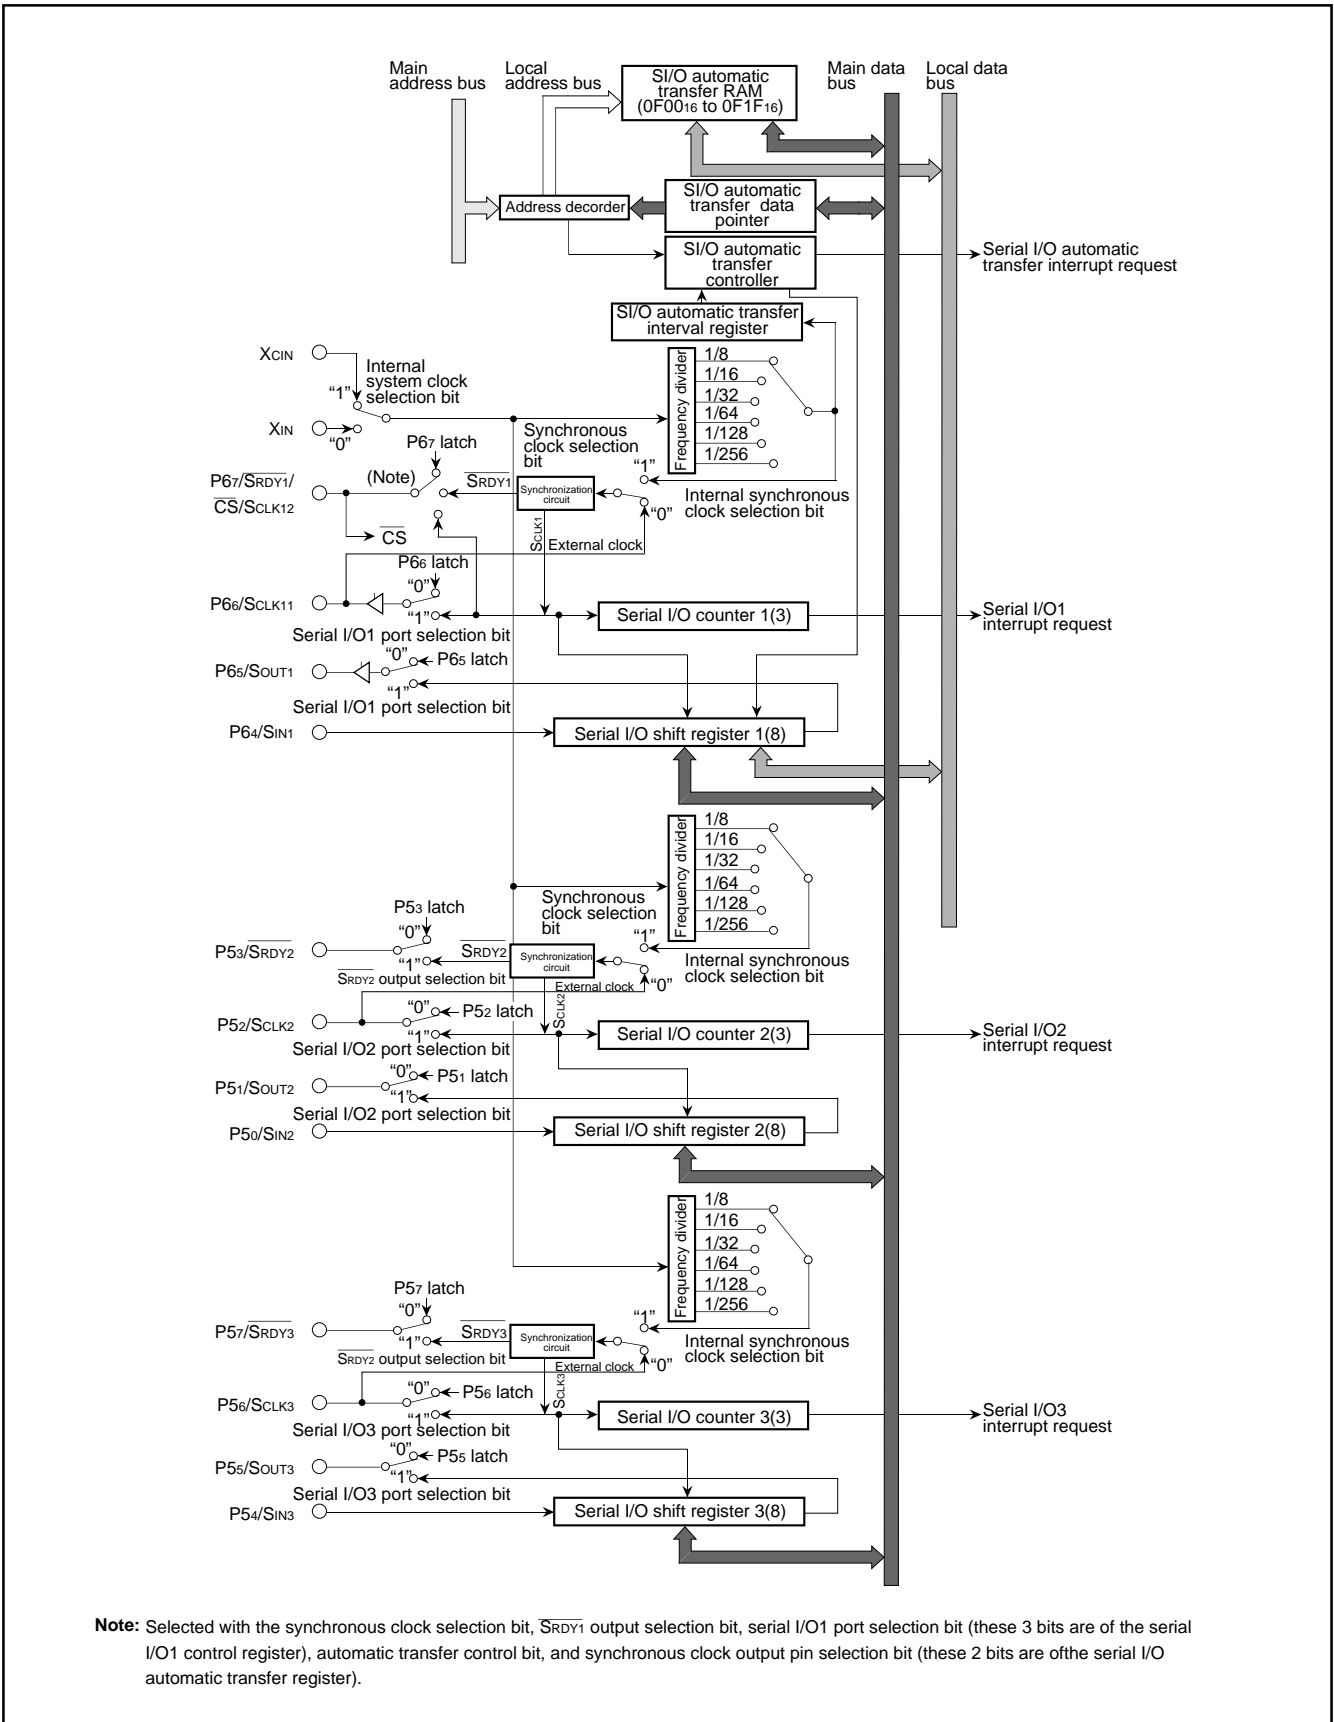 Main
address bus
Local
address bus
SI/O automatic
transfer RAM
(0F0016 to 0F1F16)
Main data
bus
Local data
bus
Address decorder
SI/O automatic
transfer data
pointer
SI/O automatic
transfer
controller
Serial I/O automatic
transfer interrupt request
SI/O automatic transfer
interval register
XCIN
Internal
system clock
selection bit
“1”
XIN
“0”
Frequency divider
1/8
1/16
1/32
1/64
1/128
1/256
P67 latch
Synchronous
clock selection
bit
“1”
(Note)
SRDY1
P67/SRDY1/
CS/SCLK12
Synchronization
circuit
“0”
Internal synchronous
clock selection bit
CS
SCLK1
External clock
P66 latch
“0”
P66/SCLK11
“1”
Serial I/O counter 1(3)
Serial I/O1
interrupt request
Serial I/O1 port selection bit
“0”
P65 latch
P65/SOUT1
“1”
Serial I/O1 port selection bit
P64/SIN1
Serial I/O shift register 1(8)
Frequency divider
1/8
1/16
1/32
1/64
1/128
1/256
Synchronous
clock selection
bit
P53 latch
“0”
“1”
P53/SRDY2
“1”
SRDY2
Synchronization
circuit
“0”
Internal synchronous
clock selection bit
SRDY2 output selection bit
External clock
SCLK2
“0”
P52 latch
P52/SCLK2
“1”
Serial I/O counter 2(3)
Serial I/O2
interrupt request
Serial I/O2 port selection bit
“0”
P51 latch
P51/SOUT2
“1”
Serial I/O2 port selection bit
P50/SIN2
Serial I/O shift register 2(8)
Frequency divider
1/8
1/16
1/32
1/64
1/128
1/256
P57 latch
“0”
“1”
P57/SRDY3
“1”
SRDY3
Synchronization
circuit
“0”
Internal synchronous
clock selection bit
SRDY2 output selection bit
External clock
SCLK3
“0”
P56 latch
P56/SCLK3
“1”
Serial I/O counter 3(3)
Serial I/O3
interrupt request
Serial I/O3 port selection bit
“0”
P55 latch
P55/SOUT3
“1”
Serial I/O3 port selection bit
P54/SIN3
Serial I/O shift register 3(8)
Note: Selected with the synchronous clock selection bit, SRDY1 output selection bit, serial I/O1 port selection bit (these 3 bits are of the serial
I/O1 control register), automatic transfer control bit, and synchronous clock output pin selection bit (these 2 bits are ofthe serial I/O
automatic transfer register).